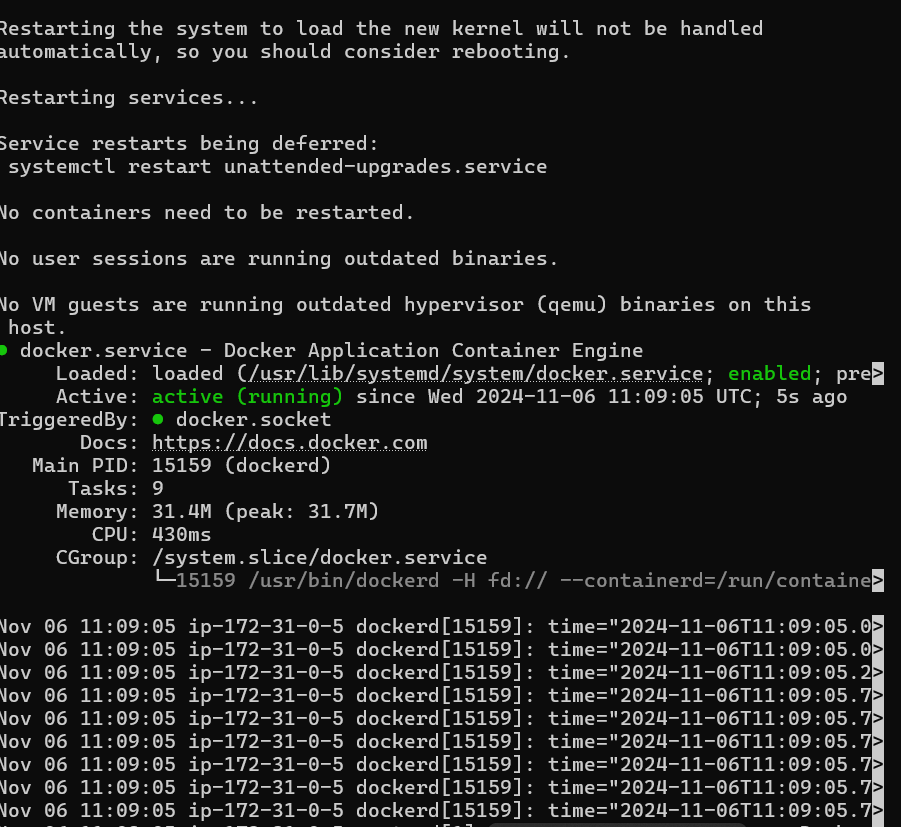 Restarting the system to load the new kernel will not be handled
automatically, so you should consider rebooting.
Restarting services...
Service restarts being deferred:
systemctl restart unattended-upgrades.service
No containers need to be restarted.
No user sessions are running outdated binaries.
No VM guests are running outdated hypervisor (qemu) binaries on this
host.
● docker.service - Docker Application Container Engine
Loaded: loaded (/usr/lib/systemd/system/docker.service; enabled; pre>
Active: active (running) since Wed 2024-11-06 11:09:05 UTC; 5s ago
TriggeredBy: ● docker.socket
Docs: https://docs.docker.com
Main PID: 15159 (dockerd)
Tasks: 9
Memory: 31.4M (peak: 31.7M)
CPU: 430ms
CGroup: /system.slice/docker.service
└─15159 /usr/bin/dockerd -H fd:// --containerd=/run/containe>
Nov 06 11:09:05 ip-172-31-0-5 dockerd[15159]: time="2024-11-06T11:09:05.0>
Nov 06 11:09:05 ip-172-31-0-5 dockerd[15159]: time="2024-11-06T11:09:05.0>
Nov 06 11:09:05 ip-172-31-0-5 dockerd[15159]: time="2024-11-06T11:09:05.2>
Nov 06 11:09:05 ip-172-31-0-5 dockerd[15159]: time="2024-11-06T11:09:05.7>
Nov 06 11:09:05 ip-172-31-0-5 dockerd[15159]: time="2024-11-06T11:09:05.7>
Nov 06 11:09:05 ip-172-31-0-5 dockerd[15159]: time="2024-11-06T11:09:05.7>
Nov 06 11:09:05 ip-172-31-0-5 dockerd[15159]: time="2024-11-06T11:09:05.7>
Nov 06 11:09:05 ip-172-31-0-5 dockerd[15159]: time="2024-11-06T11:09:05.7>
Nov 06 11:09:05 ip-172-31-0-5 dockerd[15159]: time="2024-11-06T11:09:05.7>